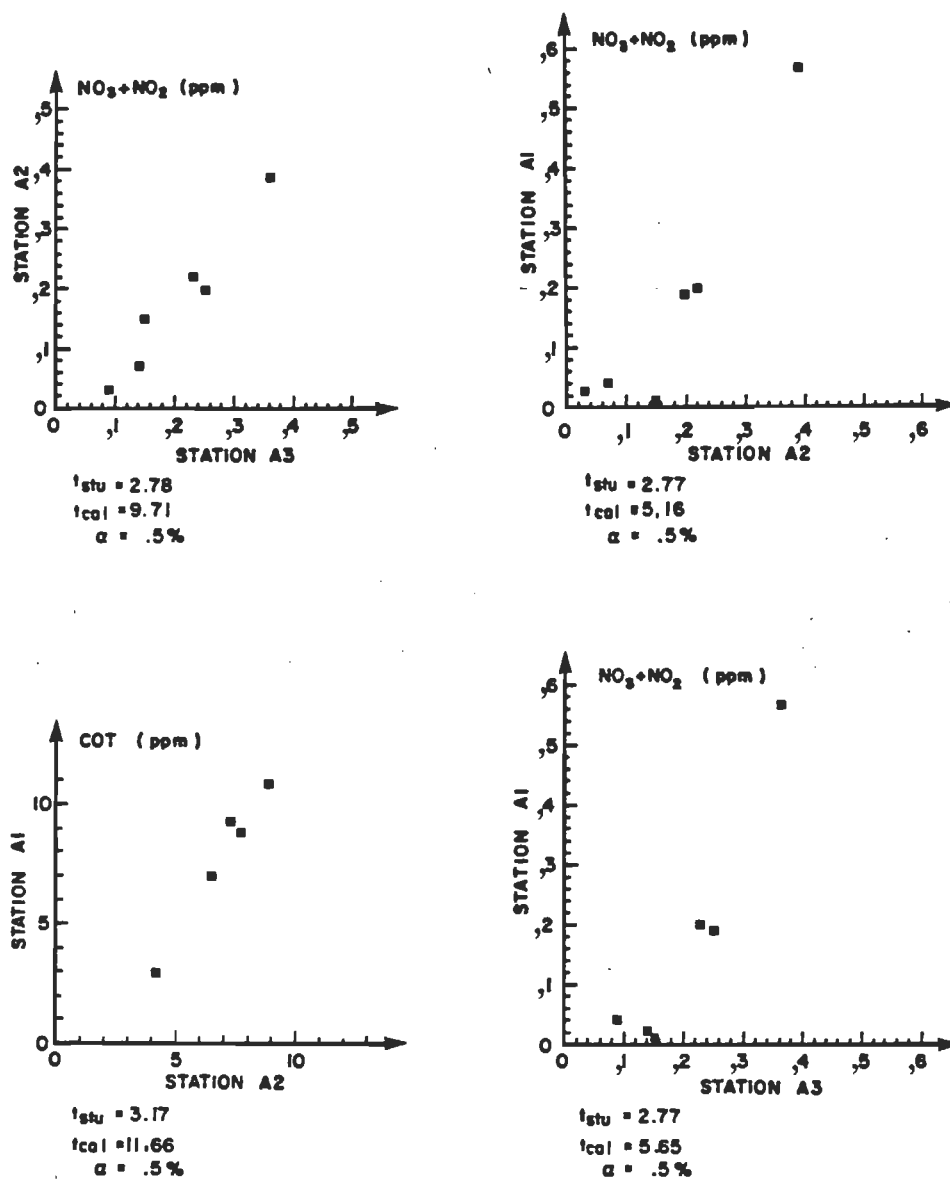 NO₃+NO₂ (ppm)
,5
,4
,3
,2
,1
0
STATION A2
0 ,1 ,2 ,3 ,4 ,5
STATION A3
tstu = 2.78
tcal = 9.71
α = .5%
NO₃+NO₂ (ppm)
,6
,5
,4
,3
,2
,1
0
STATION A1
0 ,1 ,2 ,3 ,4 ,5 ,6
STATION A2
tstu = 2.77
tcal = 5,16
α = .5%
COT (ppm)
10
5
0
STATION A1
0 5 10
STATION A2
tstu = 3.17
tcal = 11.66
α = .5%
NO₃+NO₂ (ppm)
,6
,5
,4
,3
,2
,1
0
STATION A1
0 ,1 ,2 ,3 ,4 ,5 ,6
STATION A3
tstu = 2.77
tcal = 5.65
α = .5%